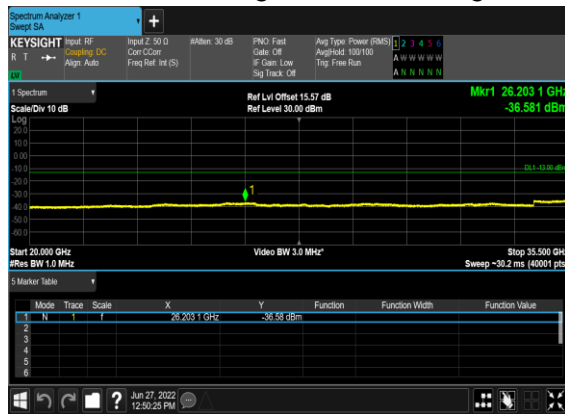 Spectrum Analyzer 1
Swept SA
+
KEYSIGHT Input: RF Input Z: 50 Ω #Atten: 30 dB PNO: Fast Avg Type: Power (RMS) 1 2 3 4 5 6
R T Coupling: DC Corr CCorr Gate: Off Avg|Hold: 100/100 A W W W W W
Align: Auto Freq Ref: Int (S) IF Gain: Low Trig: Free Run
LXI Sig Track: Off A N N N N N
1 Spectrum Ref Lvl Offset 15.57 dB Mkr1 26.203 1 GHz
Scale/Div 10 dB Ref Level 30.00 dBm -36.581 dBm
Log
20.0
10.0
0.00
-10.0 DL1 -13.00 dBm
-20.0
-30.0 1
-40.0
-50.0
-60.0
Start 20.000 GHz Video BW 3.0 MHz* Stop 35.500 GHz
#Res BW 1.0 MHz Sweep ~30.2 ms (40001 pts)
5 Marker Table
Mode Trace Scale X Y Function Function Width Function Value
1 N 1 f 26.203 1 GHz -36.58 dBm
2
3
4
5
6
? Jun 27, 2022
12:50:25 PM